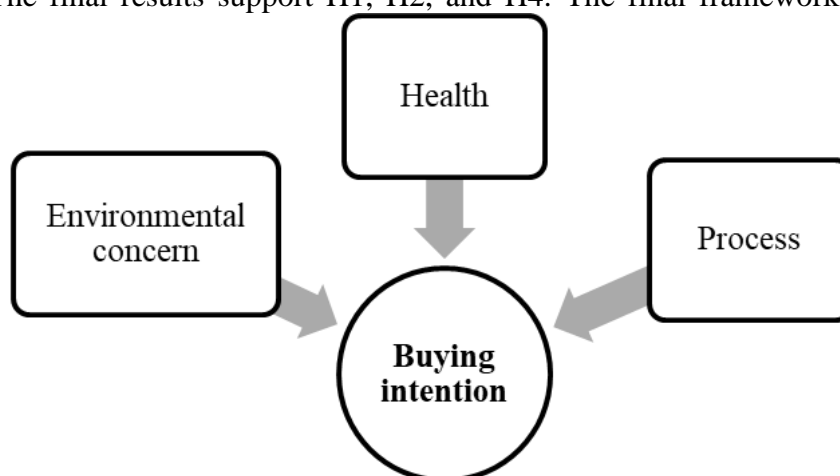 The final results support H1, H2, and H4. The final framework
Health
Environmental
concern
Process
Buying
intention